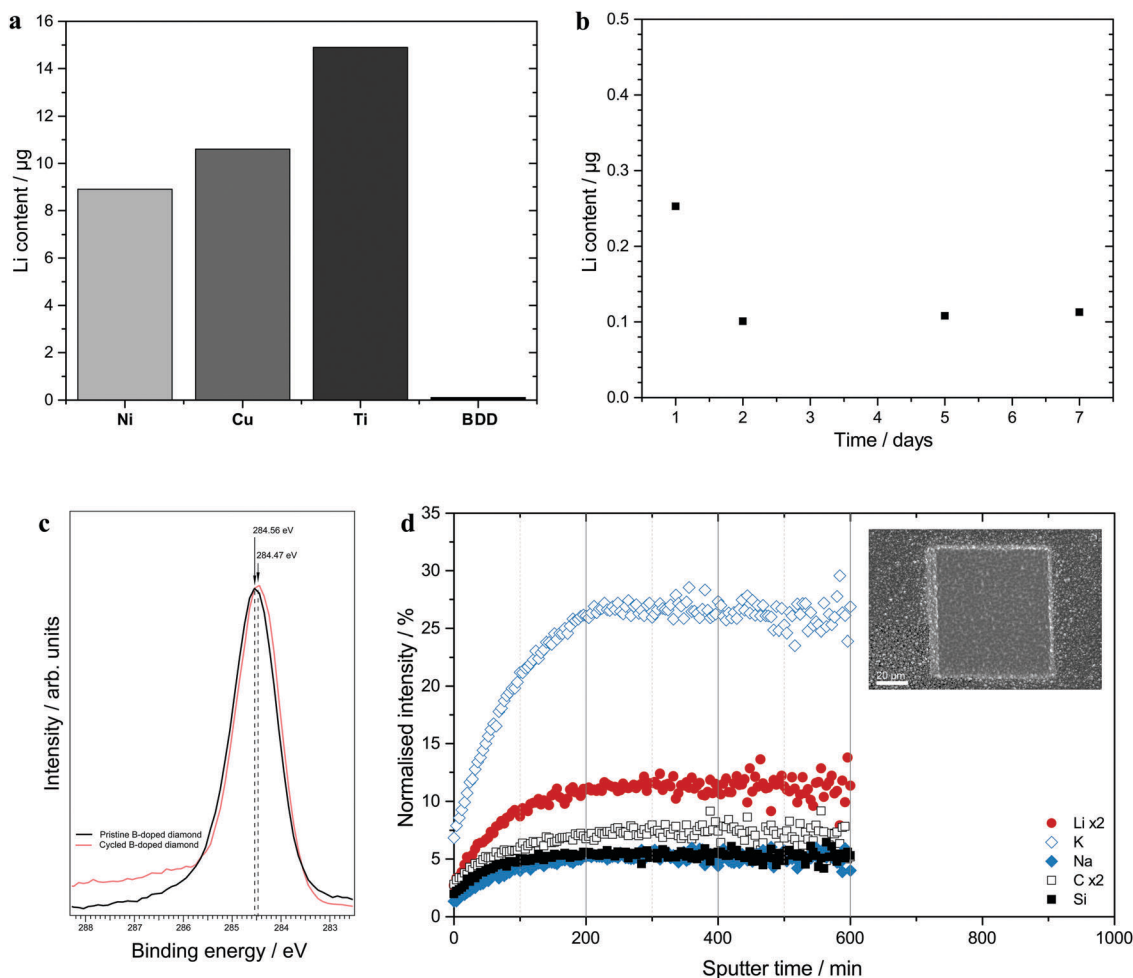 a
Li content / µg
16
14
12
10
8
6
4
2
0
Ni Cu Ti BDD
b
Li content / µg
0.5
0.4
0.3
0.2
0.1
0.0
1 2 3 4 5 6 7
Time / days
c
Intensity / arb. units
284.56 eV
284.47 eV
Pristine B-doped diamond
Cycled B-doped diamond
288 287 286 285 284 283
Binding energy / eV
d
Normalised intensity / %
35
30
25
20
15
10
5
0
20 µm
Li x2
K
Na
C x2
Si
0 200 400 600 800 1000
Sputter time / min